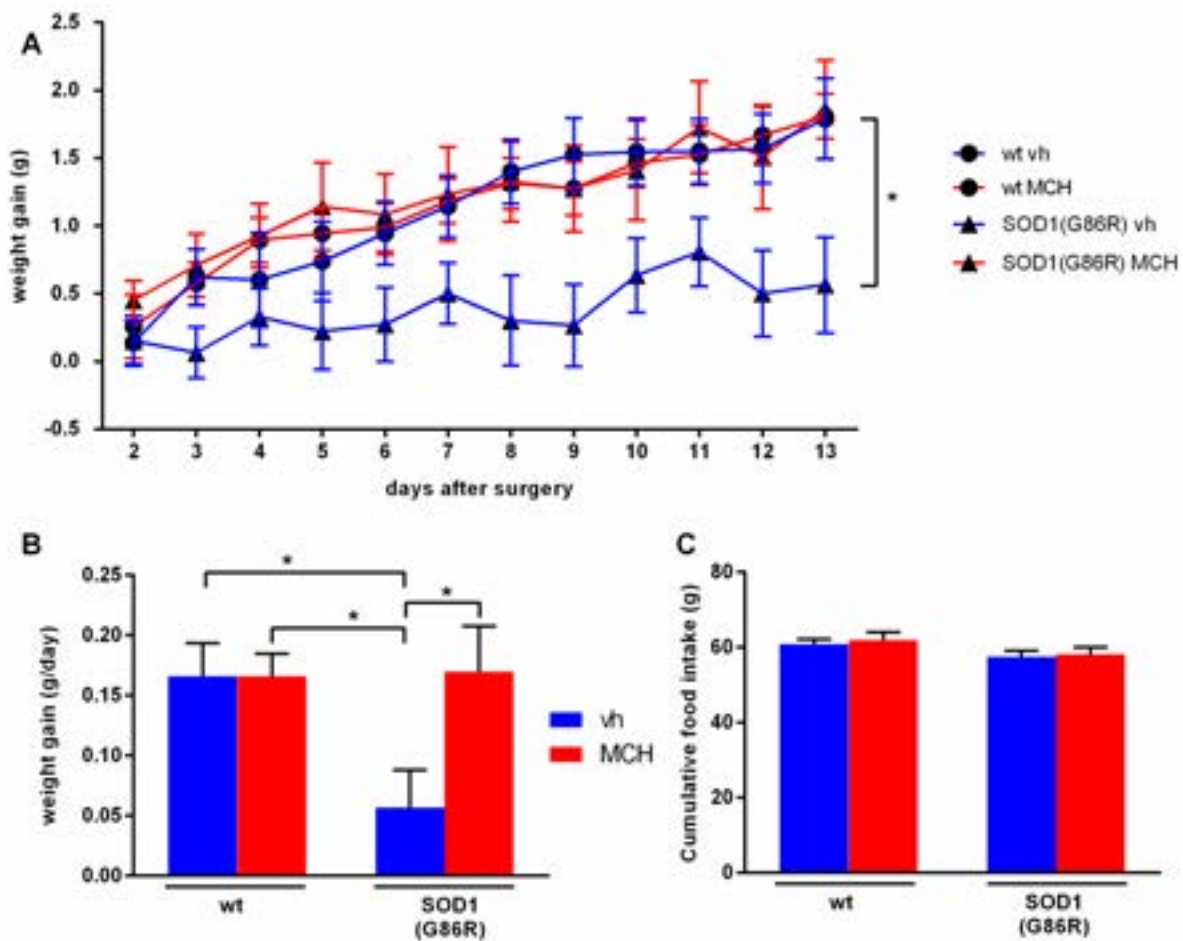 A
weight gain (g)
2.5
2.0
1.5
1.0
0.5
0.0
-0.5
2 3 4 5 6 7 8 9 10 11 12 13
days after surgery
*
wt vh
wt MCH
SOD1(G86R) vh
SOD1(G86R) MCH
B
weight gain (g/day)
0.25
0.20
0.15
0.10
0.05
0.00
*
*
*
wt
SOD1
(G86R)
vh
MCH
C
Cumulative food intake (g)
80
60
40
20
0
wt
SOD1
(G86R)